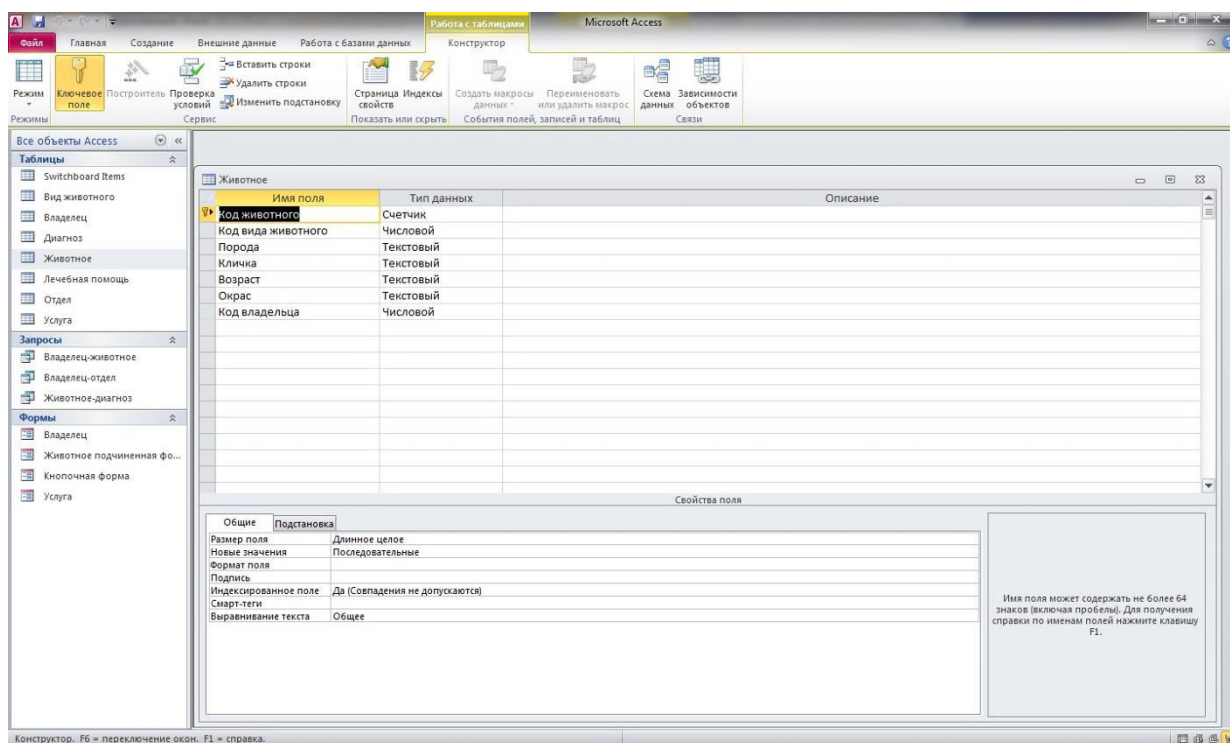 Работа с таблицами
Microsoft Access
Файл Главная Создание Внешние данные Работа с базами данных Конструктор
Режим
Ключевое поле
Построитель
Проверка условий
Вставить строки
Удалить строки
Изменить подстановку
Страница свойств
Индексы
Создать макросы данных
Переименовать или удалить макрос
Схема данных
Зависимости объектов
Режимы Сервис Показать или скрыть События полей, записей и таблиц Связи
Все объекты Access
Таблицы
Switchboard Items
Вид животного
Владелец
Диагноз
Животное
Лечебная помощь
Отдел
Услуга
Запросы
Владелец-животное
Владелец-отдел
Животное-диагноз
Формы
Владелец
Животное подчиненная фо...
Кнопочная форма
Услуга
Животное
Имя поля Тип данных Описание
Код животного Счетчик
Код вида животного Числовой
Порода Текстовый
Кличка Текстовый
Возраст Текстовый
Окрас Текстовый
Код владельца Числовой
Свойства поля
Общие Подстановка
Размер поля Длинное целое
Новые значения Последовательные
Формат поля
Подпись
Индексированное поле Да (Совпадения не допускаются)
Смарт-теги
Выравнивание текста Общее
Имя поля может содержать не более 64
знаков (включая пробелы). Для получения
справки по именам полей нажмите клавишу
F1.
Конструктор. F6 = переключение окон. F1 = справка.